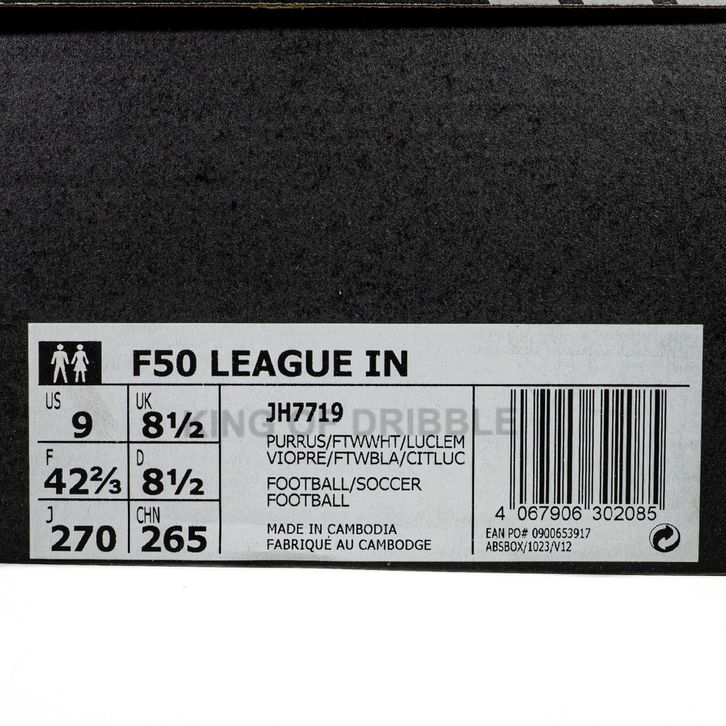 F50 LEAGUE IN
US 9
UK 8½
F 42⅔
D 8½
J 270
CHN 265
JH7719
KING OF DRIBBLE
PURRUS/FTWWHT/LUCLEM
VIOPRE/FTWBLA/CITLUC
FOOTBALL/SOCCER
FOOTBALL
MADE IN CAMBODIA
FABRIQUÉ AU CAMBODGE
4 067906 302085
EAN PO# 0900653917
ABSBOX/1023/V12